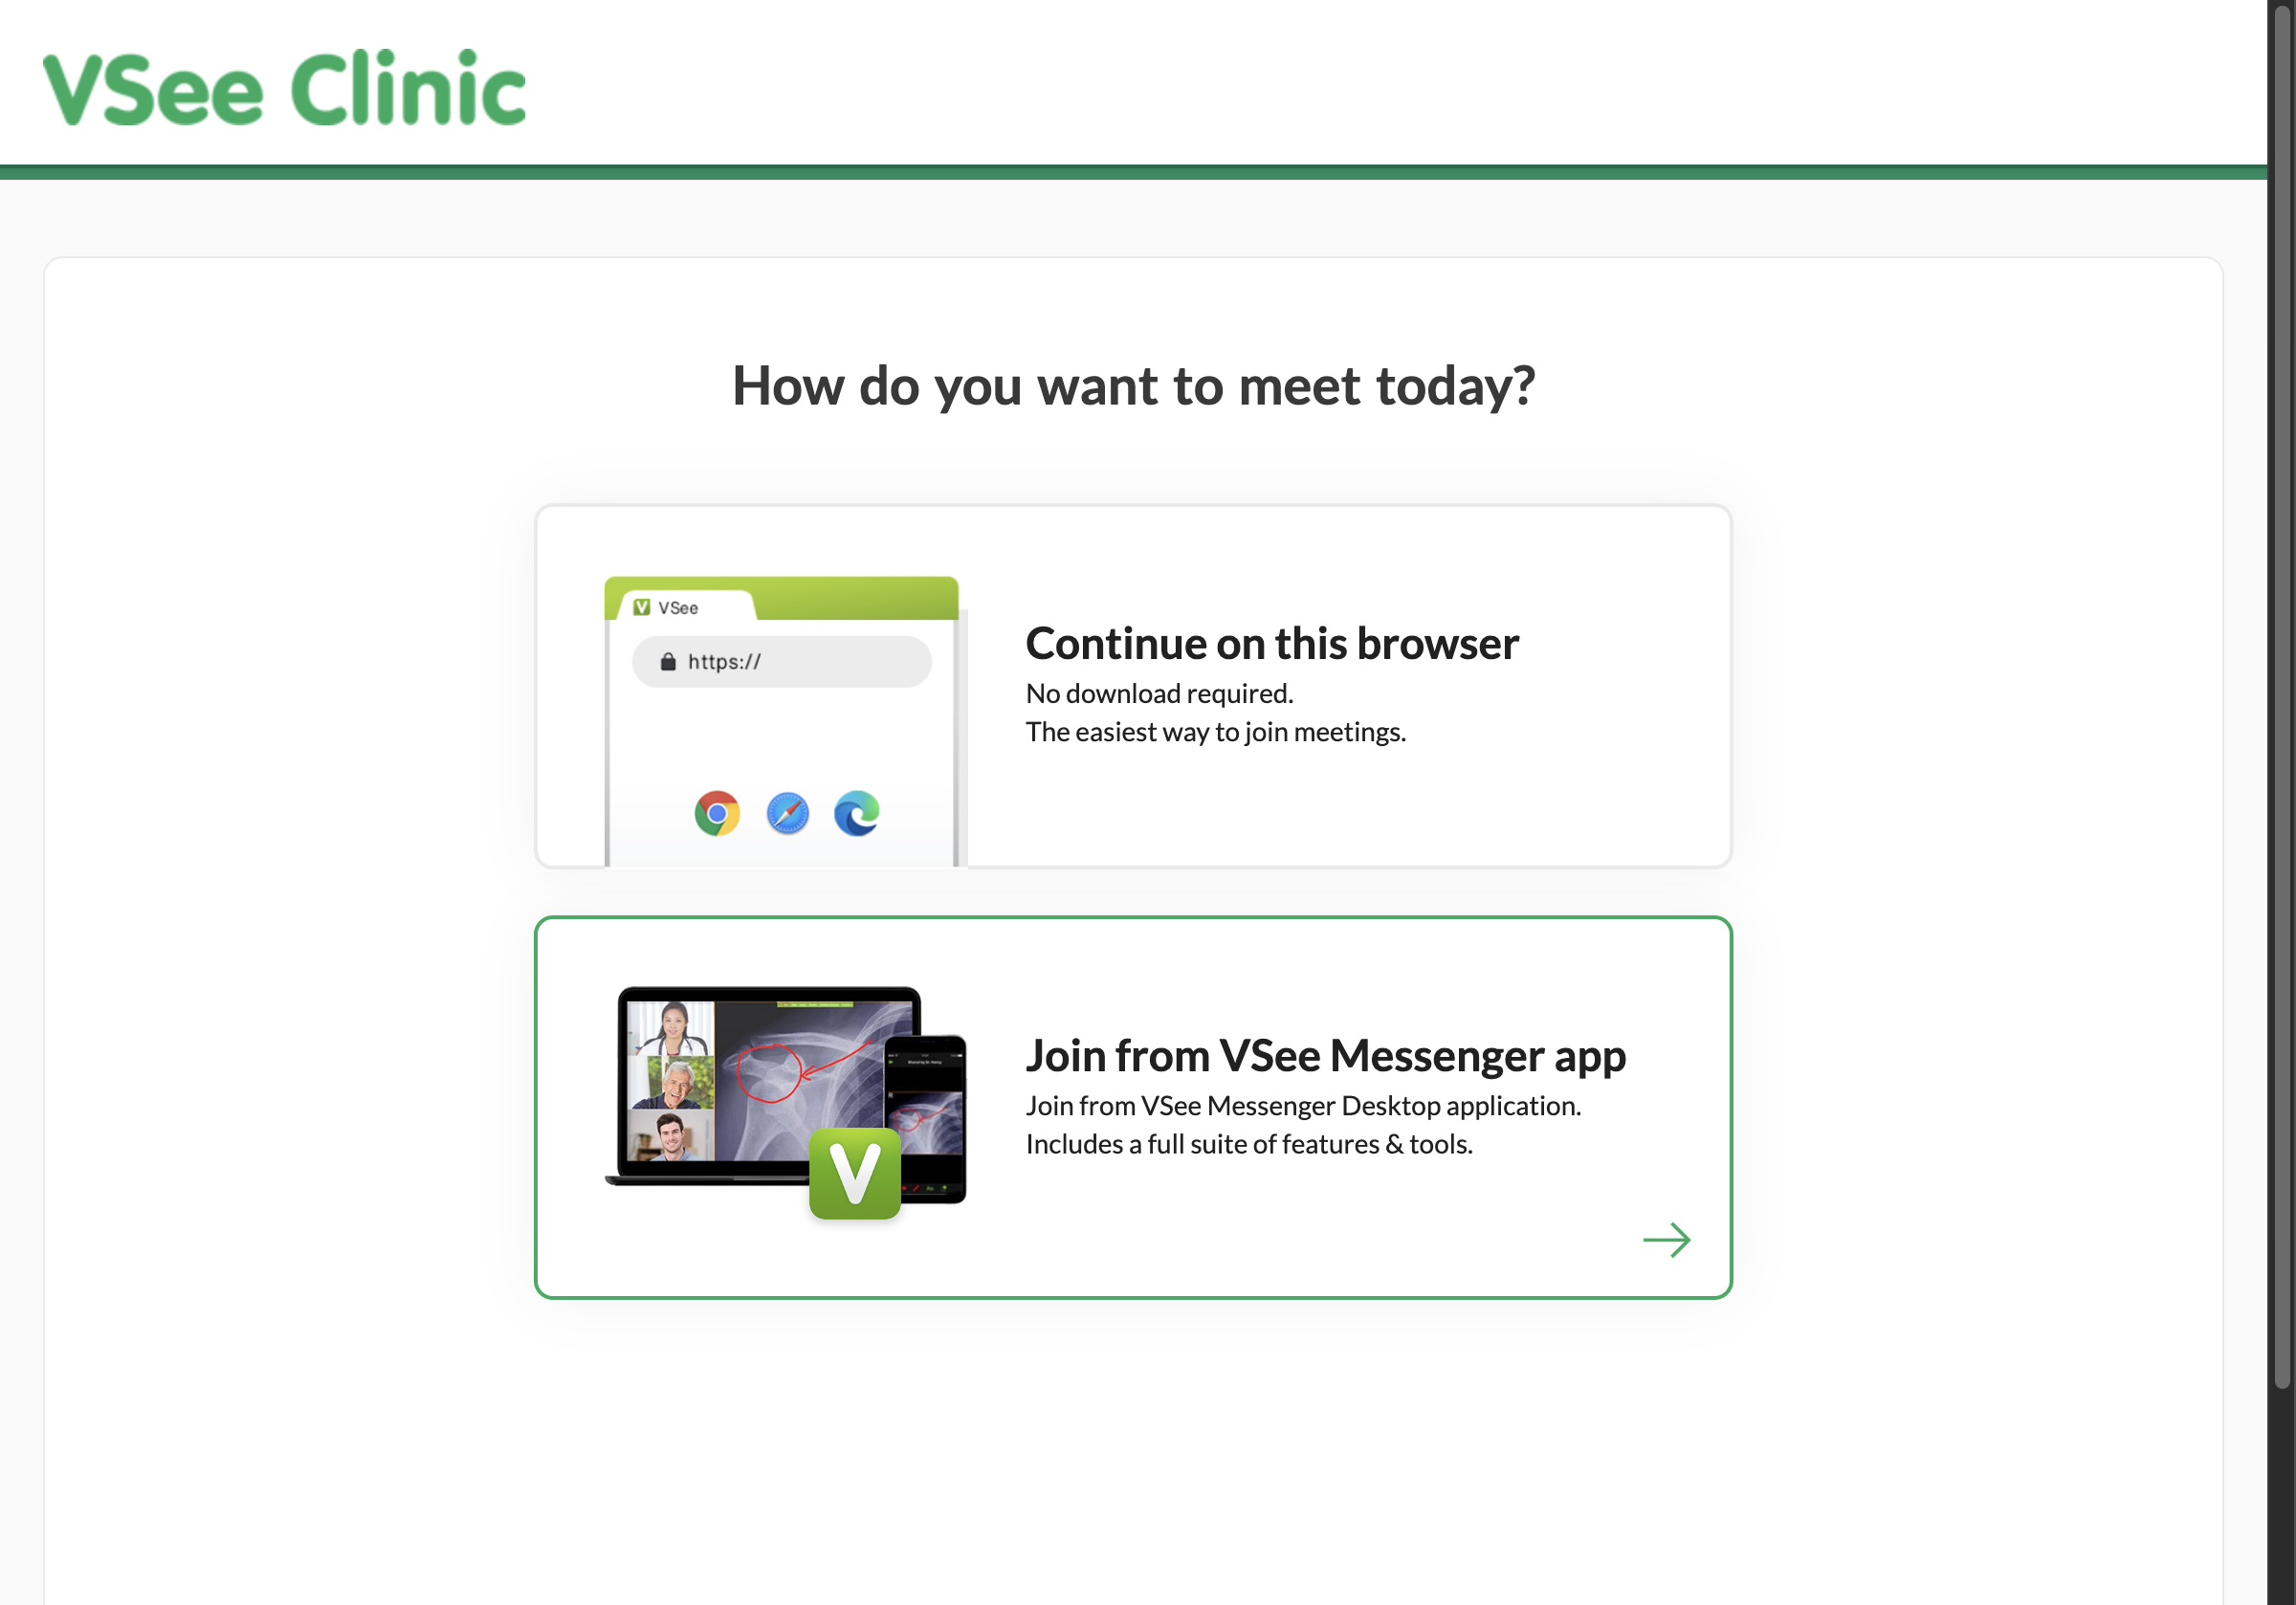 VSee Clinic
How do you want to meet today?
VSee
https://
Continue on this browser
No download required.
The easiest way to join meetings.
Join from VSee Messenger app
Join from VSee Messenger Desktop application.
Includes a full suite of features & tools.
V